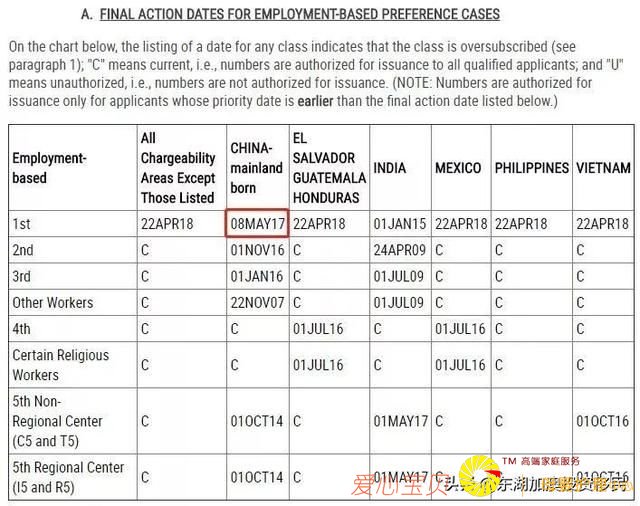 A. FINAL ACTION DATES FOR EMPLOYMENT-BASED PREFERENCE CASES
On the chart below, the listing of a date for any class indicates that the class is oversubscribed (see
paragraph 1); "C" means current, i.e., numbers are authorized for issuance to all qualified applicants; and "U"
means unauthorized, i.e., numbers are not authorized for issuance. (NOTE: Numbers are authorized for
issuance only for applicants whose priority date is earlier than the final action date listed below.)
Employment-
based
All
Chargeability
Areas Except
Those Listed
CHINA-
mainland
born
EL
SALVADOR
GUATEMALA
HONDURAS
INDIA
MEXICO
PHILIPPINES
VIETNAM
1st 22APR18 08MAY17 22APR18 01JAN15 22APR18 22APR18 22APR18
2nd C 01NOV16 C 24APR09 C C C
3rd C 01JAN16 C 01JUL09 C C C
Other Workers C 22NOV07 C 01JUL09 C C C
4th C C 01JUL16 C 01JUL16 C C
Certain Religious
Workers
C C 01JUL16 C 01JUL16 C C
5th Non-
Regional Center
(C5 and T5)
C 01OCT14 C 01MAY17 C C 01OCT16
5th Regional Center
(I5 and R5)
C 01OCT14 C 01MAY17 C 01OCT16
TM 高端家庭服务
爱心宝贝
头条
东湖加